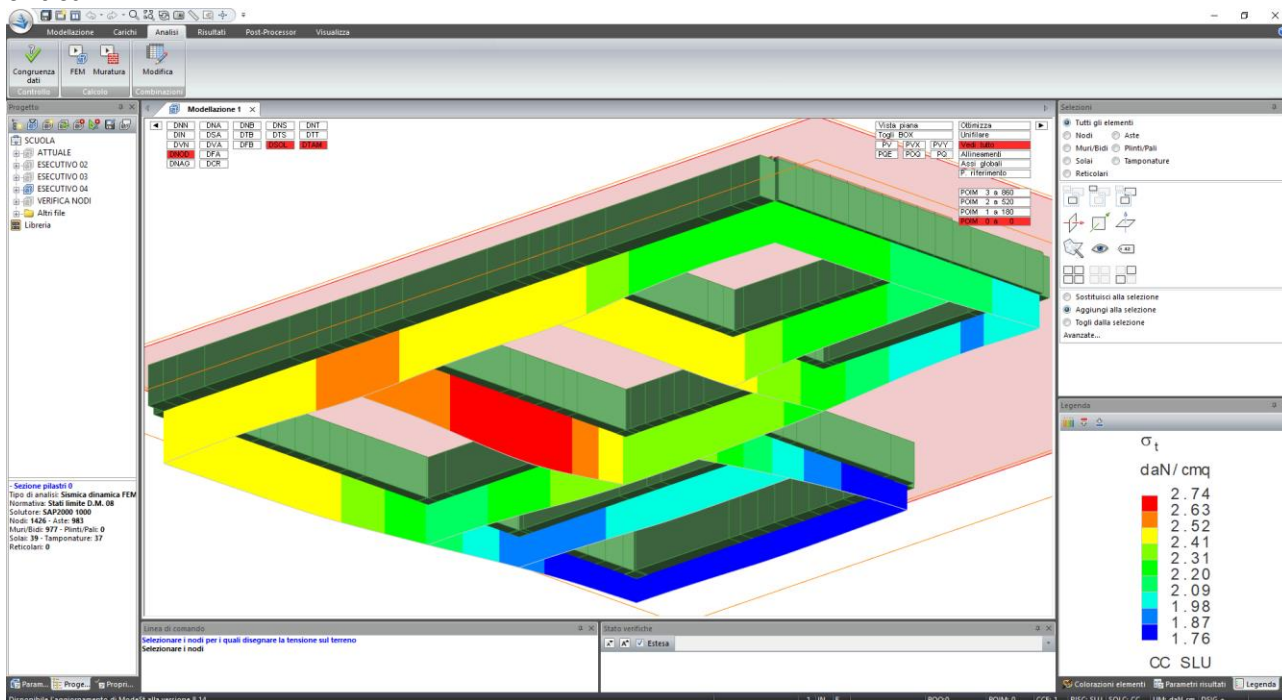 Modellazione Carichi Analisi Risultati Post-Processor Visualizza
Congruenza dati FEM Muratura Modifica
Controllo Calcolo Combinazioni
Progetto
SCUOLA
ATTUALE
ESECUTIVO 02
ESECUTIVO 03
ESECUTIVO 04
VERIFICA NODI
Altri file
Libreria
- Sezione pilastri 0
Tipo di analisi: Sismica dinamica FEM
Normativa: Stati limite D.M. 08
Solutore: SAP2000 1000
Nodi: 1426 - Aste: 983
Muri/Bidi: 977 - Plinti/Pali: 0
Solai: 39 - Tamponature: 37
Reticolari: 0
Param... Proge... Propri...
Modellazione 1
DNN DNA DNB DNS DNT
DIN DSA DTB DTS DTT
DVN DVA DFB DSOL DTAM
DNOD DFA
DNAG DCR
Vista piana Ottimizza
Togli BOX Unifilare
PV PVX PVY Vedi tutto
PQE POQ PQ Allineamenti
Assi globali
P. riferimento
POIM 3 a 860
POIM 2 a 520
POIM 1 a 180
POIM 0 a 0
Linea di comando
Selezionare i nodi per i quali disegnare la tensione sul terreno
Selezionare i nodi
Stato verifiche
Estesa
Selezioni
Tutti gli elementi
Nodi Aste
Muri/Bidi Plinti/Pali
Solai Tamponature
Reticolari
Sostituisci alla selezione
Aggiungi alla selezione
Togli dalla selezione
Avanzate...
Legenda
σt
daN/cmq
2.74
2.63
2.52
2.41
2.31
2.20
2.09
1.98
1.87
1.76
CC SLU
Colorazioni elementi Parametri risultati Legenda